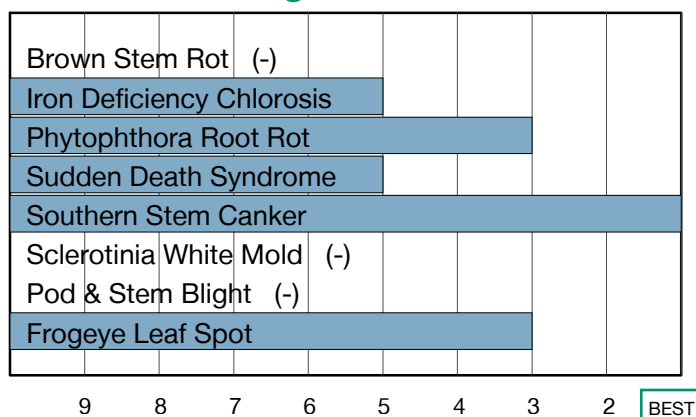 Brown Stem Rot (-)
Iron Deficiency Chlorosis
Phytophthora Root Rot
Sudden Death Syndrome
Southern Stem Canker
Sclerotinia White Mold (-)
Pod & Stem Blight (-)
Frogeye Leaf Spot
9 8 7 6 5 4 3 2 BEST